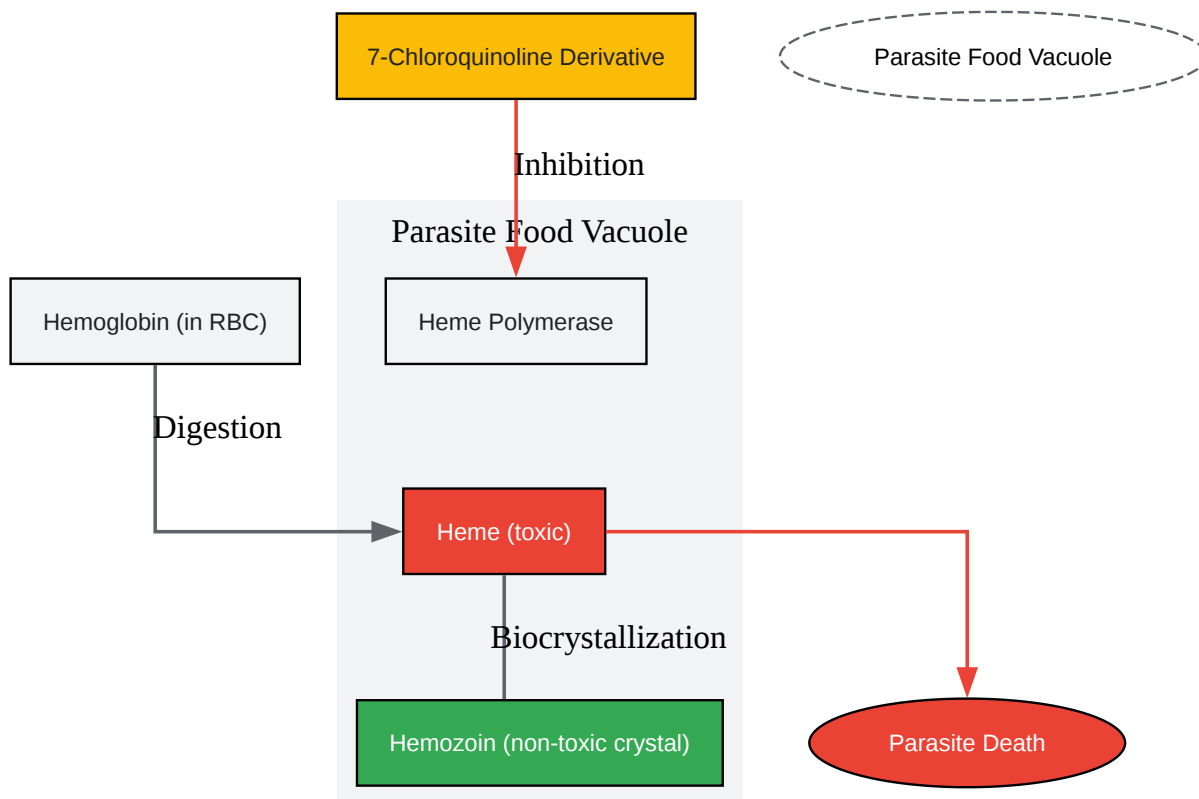 7-Chloroquinoline Derivative
Parasite Food Vacuole
Inhibition
Parasite Food Vacuole
Hemoglobin (in RBC)
Heme Polymerase
Digestion
Heme (toxic)
Biocrystallization
Hemozoin (non-toxic crystal)
Parasite Death